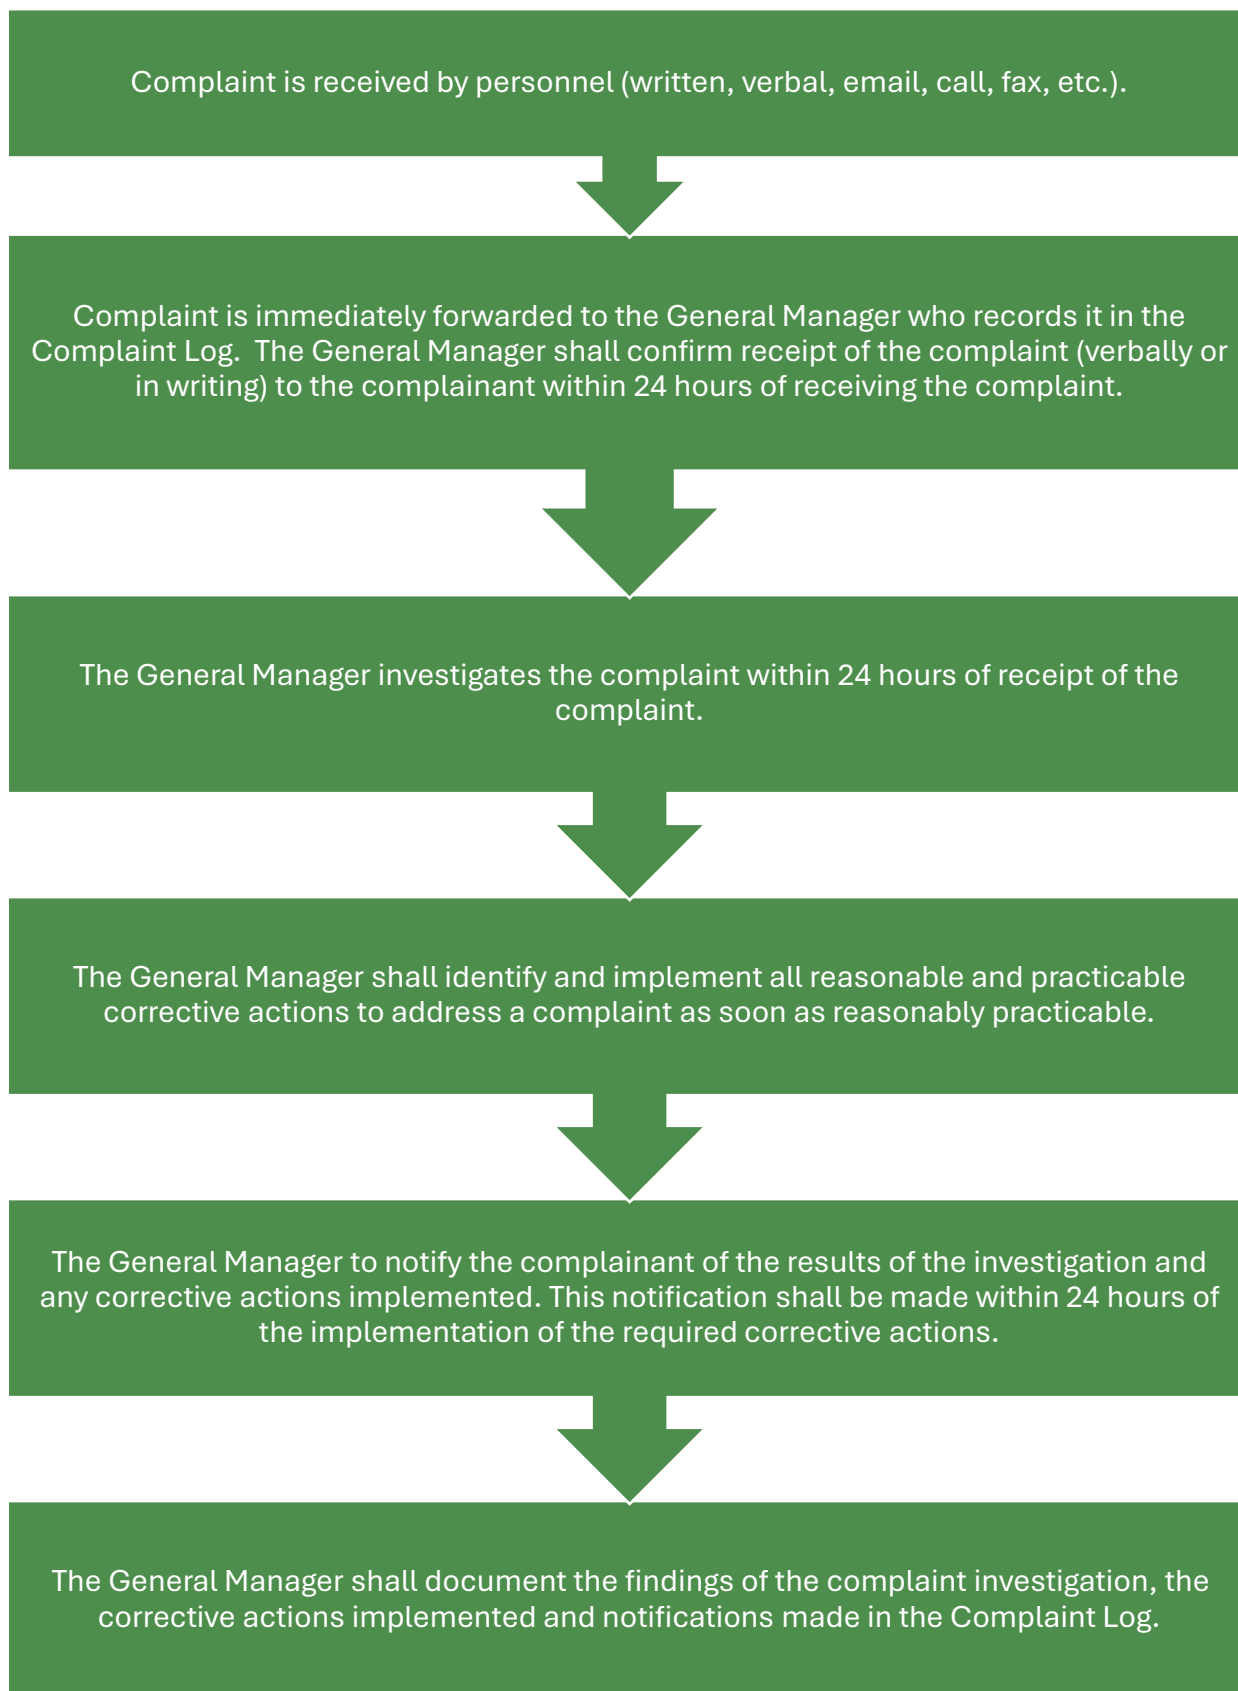 Complaint is received by personnel (written, verbal, email, call, fax, etc.).
Complaint is immediately forwarded to the General Manager who records it in the
Complaint Log.  The General Manager shall confirm receipt of the complaint (verbally or
in writing) to the complainant within 24 hours of receiving the complaint.
The General Manager investigates the complaint within 24 hours of receipt of the
complaint.
The General Manager shall identify and implement all reasonable and practicable
corrective actions to address a complaint as soon as reasonably practicable.
The General Manager to notify the complainant of the results of the investigation and
any corrective actions implemented. This notification shall be made within 24 hours of
the implementation of the required corrective actions.
The General Manager shall document the findings of the complaint investigation, the
corrective actions implemented and notifications made in the Complaint Log.